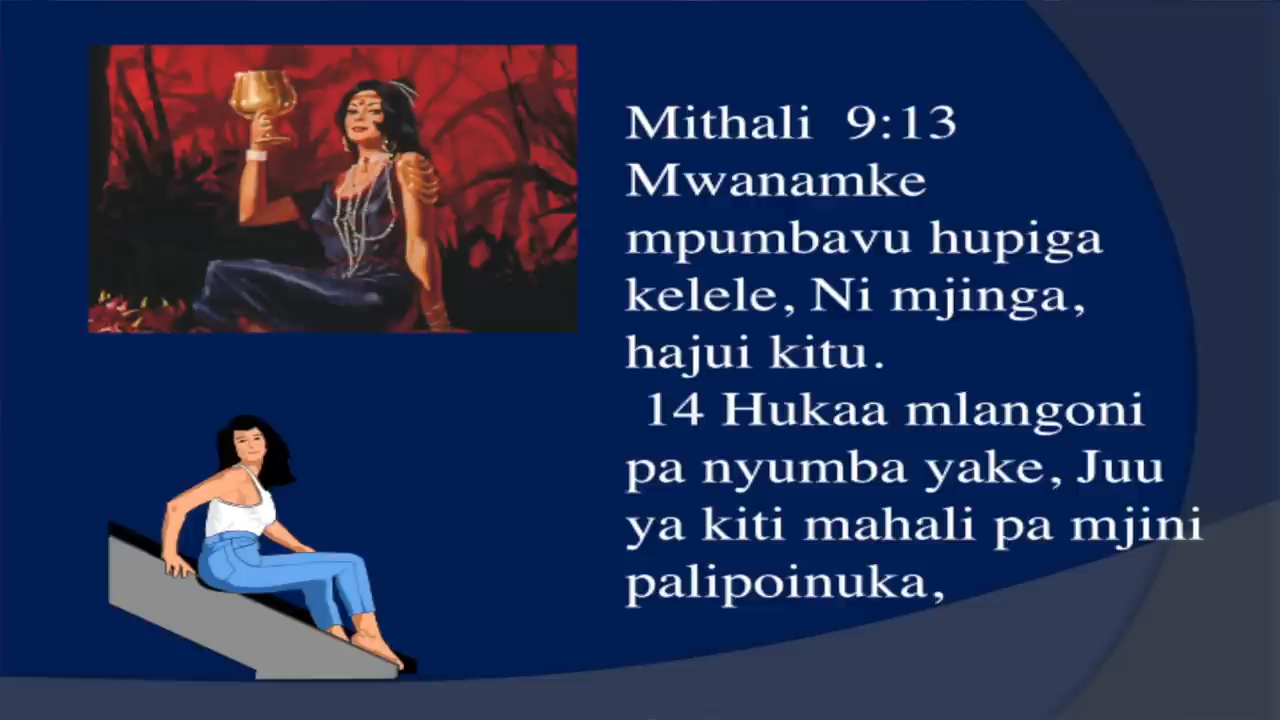 Mithali 9:13
Mwanamke
mpumbavu hupiga
kelele, Ni mjinga,
hajui kitu.
14 Hukaa mlangoni
pa nyumba yake, Juu
ya kiti mahali pa mjini
palipoinuka,